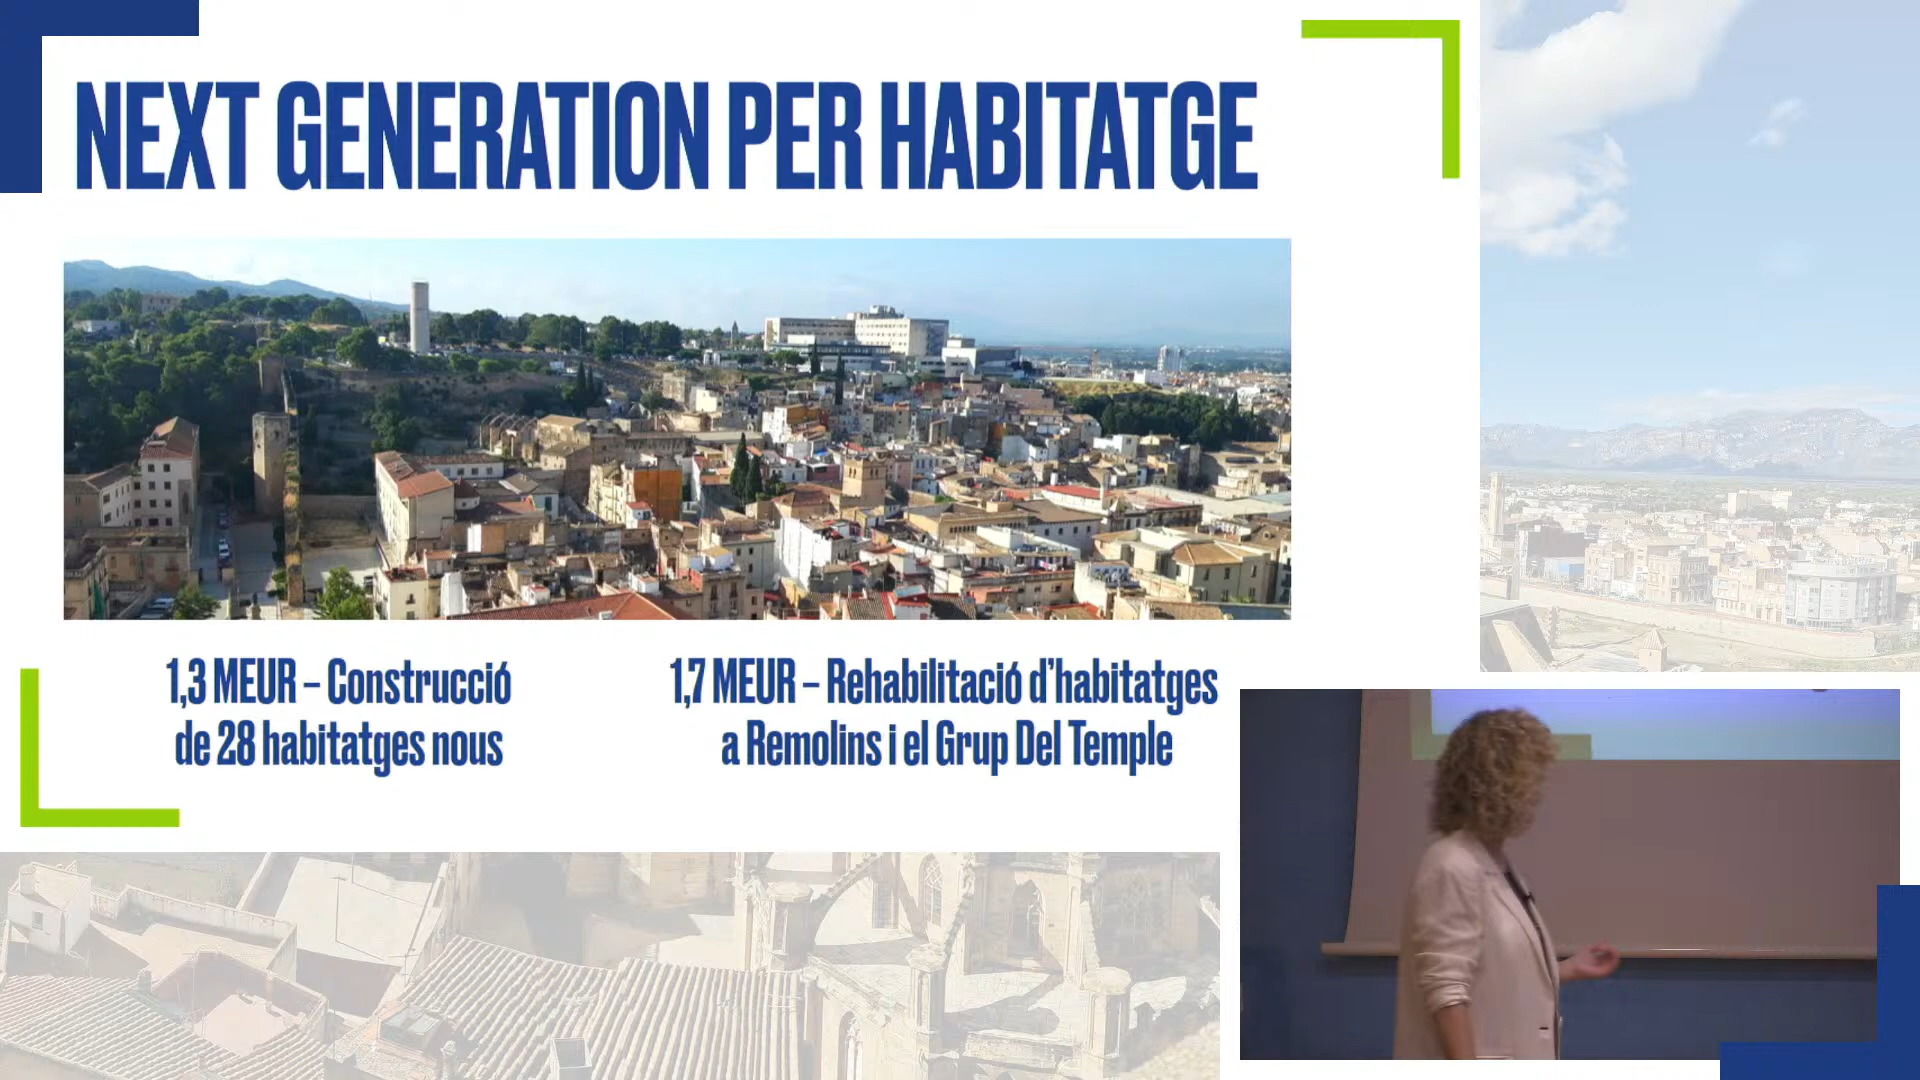 NEXT GENERATION PER HABITATGE
1,3 MEUR – Construcció
de 28 habitatges nous
1,7 MEUR – Rehabilitació d’habitatges
a Remolins i el Grup Del Temple